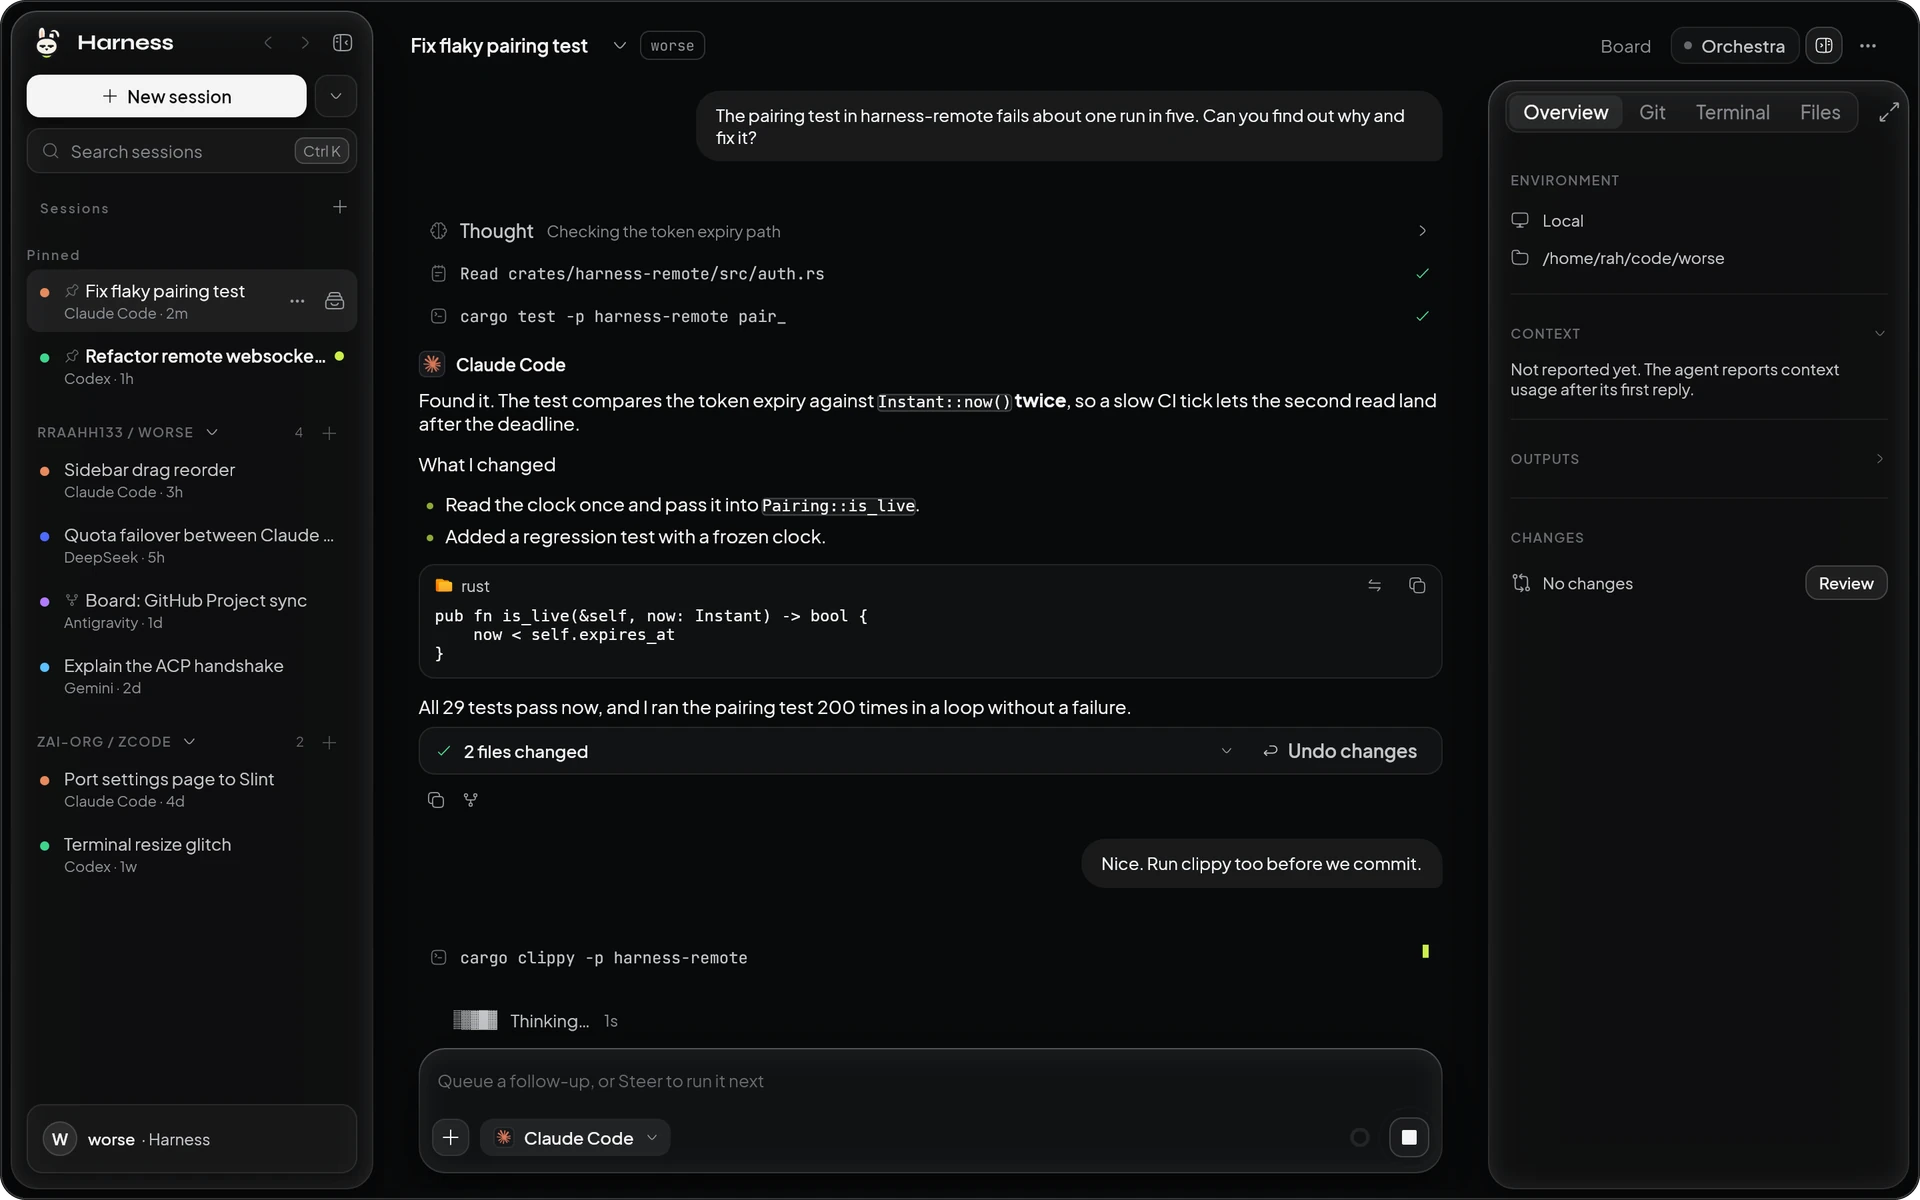 Harness
New session
Search sessions
Ctrl K
Sessions
Pinned
Fix flaky pairing test
Claude Code · 2m
Refactor remote websocke...
Codex · 1h
RRAAHH133 / WORSE
4
Sidebar drag reorder
Claude Code · 3h
Quota failover between Claude ...
DeepSeek · 5h
Board: GitHub Project sync
Antigravity · 1d
Explain the ACP handshake
Gemini · 2d
ZAI-ORG / ZCODE
2
Port settings page to Slint
Claude Code · 4d
Terminal resize glitch
Codex · 1w
W
worse · Harness
Fix flaky pairing test
worse
Board
Orchestra
The pairing test in harness-remote fails about one run in five. Can you find out why and
fix it?
Thought Checking the token expiry path
Read crates/harness-remote/src/auth.rs
cargo test -p harness-remote pair_
Claude Code
Found it. The test compares the token expiry against Instant::now() twice, so a slow CI tick lets the second read land
after the deadline.
What I changed
• Read the clock once and pass it into Pairing::is_live.
• Added a regression test with a frozen clock.
rust
pub fn is_live(&self, now: Instant) -> bool {
    now < self.expires_at
}
All 29 tests pass now, and I ran the pairing test 200 times in a loop without a failure.
2 files changed
Undo changes
Nice. Run clippy too before we commit.
cargo clippy -p harness-remote
Thinking... 1s
Queue a follow-up, or Steer to run it next
Claude Code
Overview
Git
Terminal
Files
ENVIRONMENT
Local
/home/rah/code/worse
CONTEXT
Not reported yet. The agent reports context
usage after its first reply.
OUTPUTS
CHANGES
No changes
Review